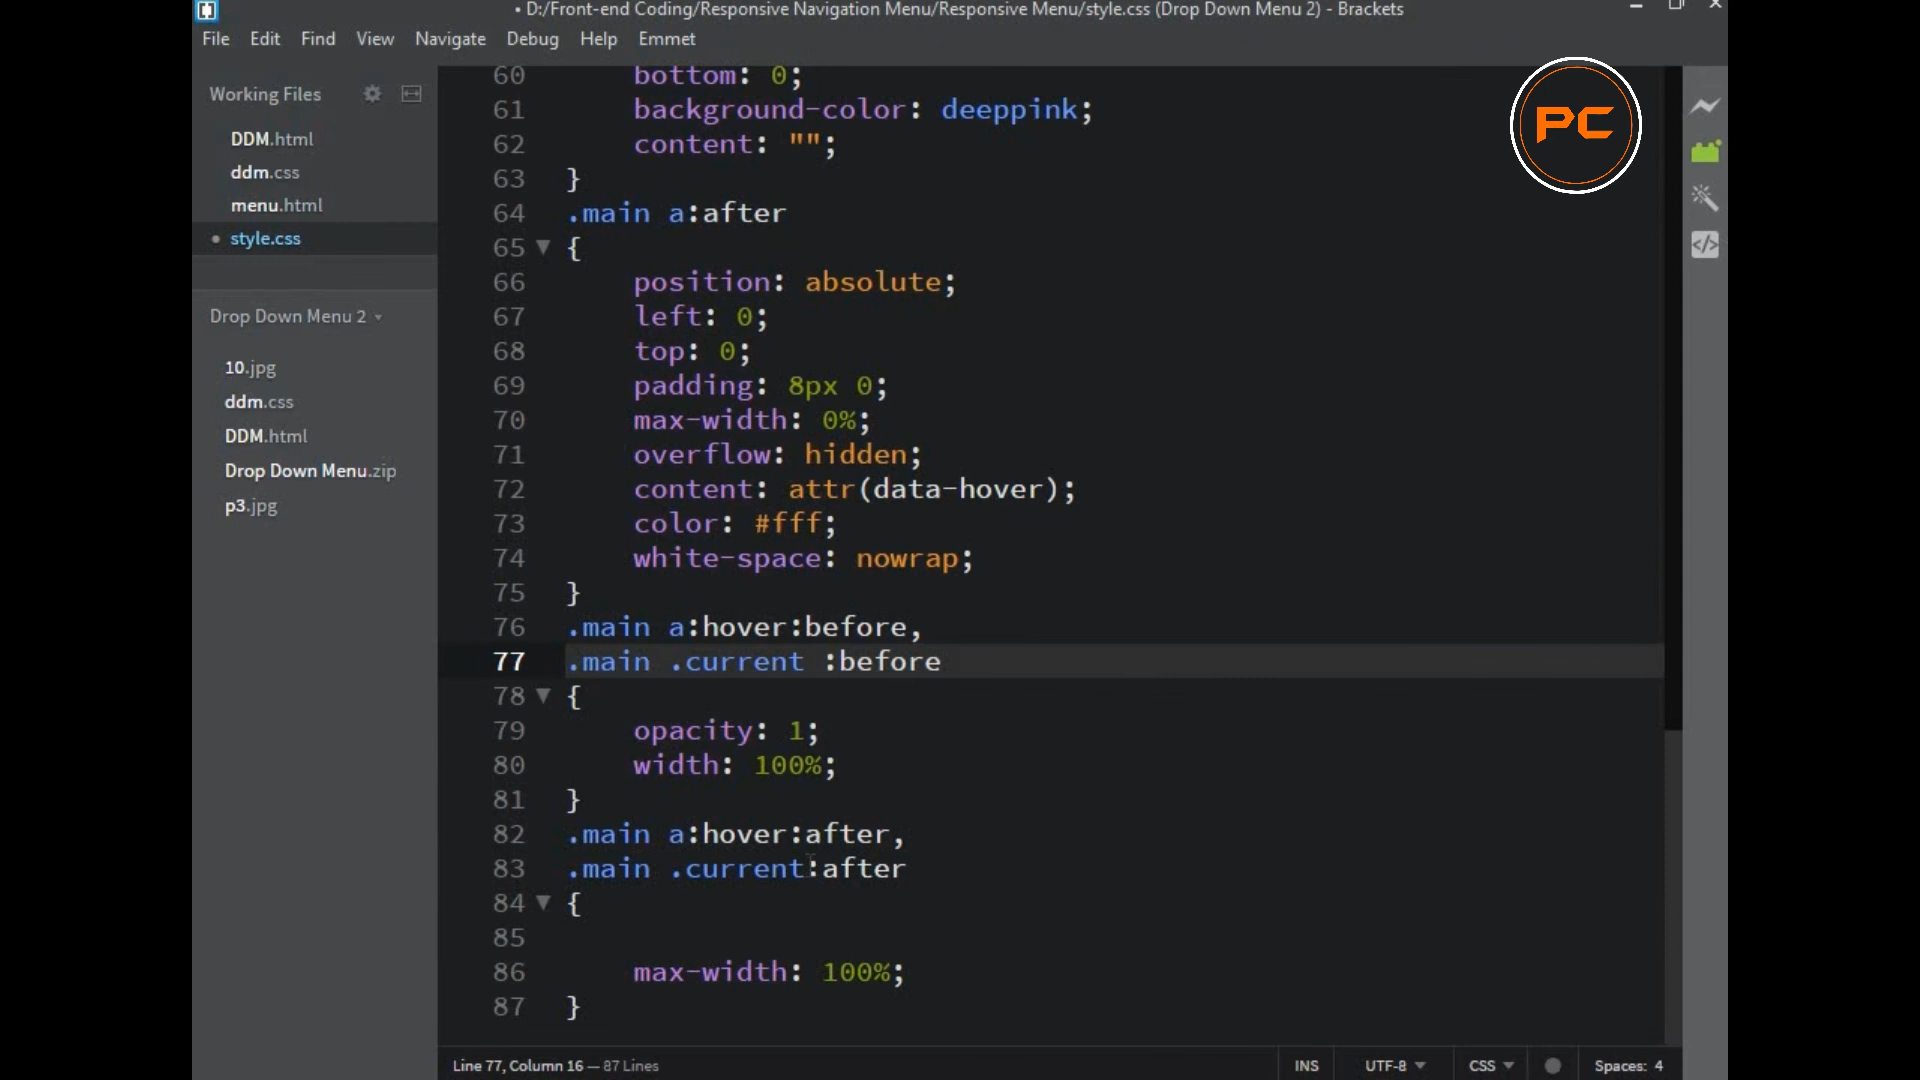 • D:/Front-end Coding/Responsive Navigation Menu/Responsive Menu/style.css (Drop Down Menu 2) - Brackets
File Edit Find View Navigate Debug Help Emmet
Working Files
DDM.html
ddm.css
menu.html
• style.css
Drop Down Menu 2
10.jpg
ddm.css
DDM.html
Drop Down Menu.zip
p3.jpg
60 bottom: 0;
61 background-color: deeppink;
62 content: "";
63 }
64 .main a:after
65 {
66 position: absolute;
67 left: 0;
68 top: 0;
69 padding: 8px 0;
70 max-width: 0%;
71 overflow: hidden;
72 content: attr(data-hover);
73 color: #fff;
74 white-space: nowrap;
75 }
76 .main a:hover:before,
77 .main .current :before
78 {
79 opacity: 1;
80 width: 100%;
81 }
82 .main a:hover:after,
83 .main .current:after
84 {
85
86 max-width: 100%;
87 }
PC
Line 77, Column 16 — 87 Lines
INS UTF-8 CSS Spaces: 4